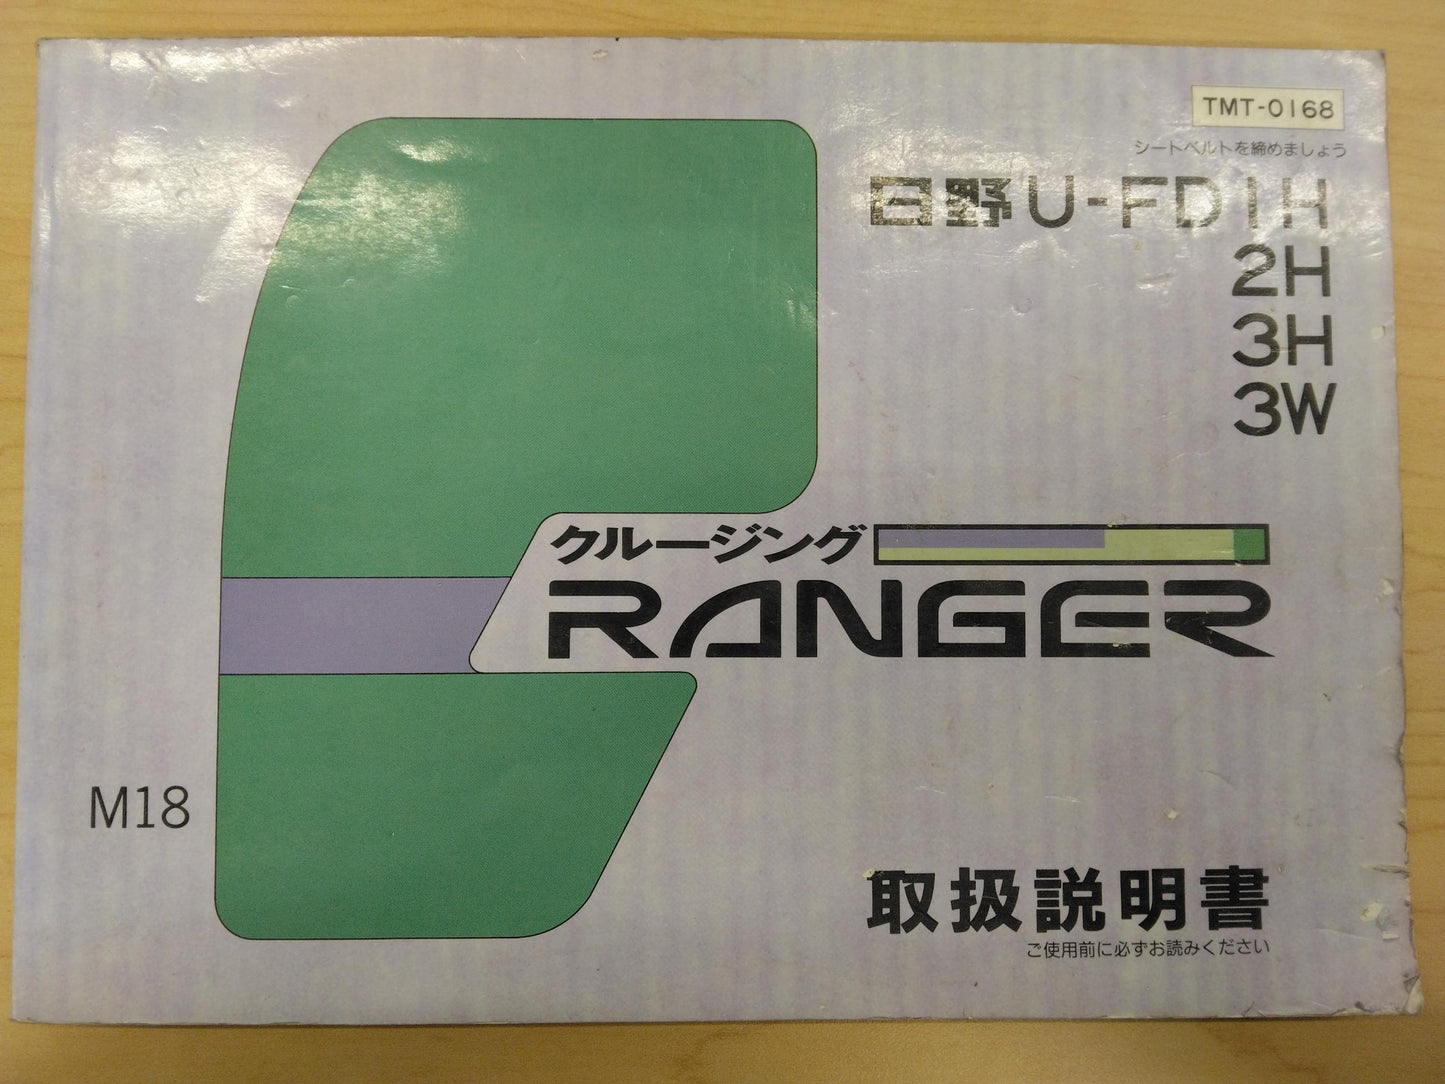 TMT-0168
シートベルトを締めましょう
日野U-FD1H
2H
3H
3W
クルージング
RANGER
M18
取扱説明書
ご使用前に必ずお読みください